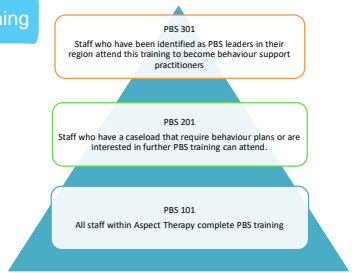 PBS 301
Staff who have been identified as PBS leaders in their
region attend this training to become behaviour support
practitioners
PBS 201
Staff who have a caseload that require behaviour plans or are
interested in further PBS training can attend.
PBS 101
All staff within Aspect Therapy complete PBS training